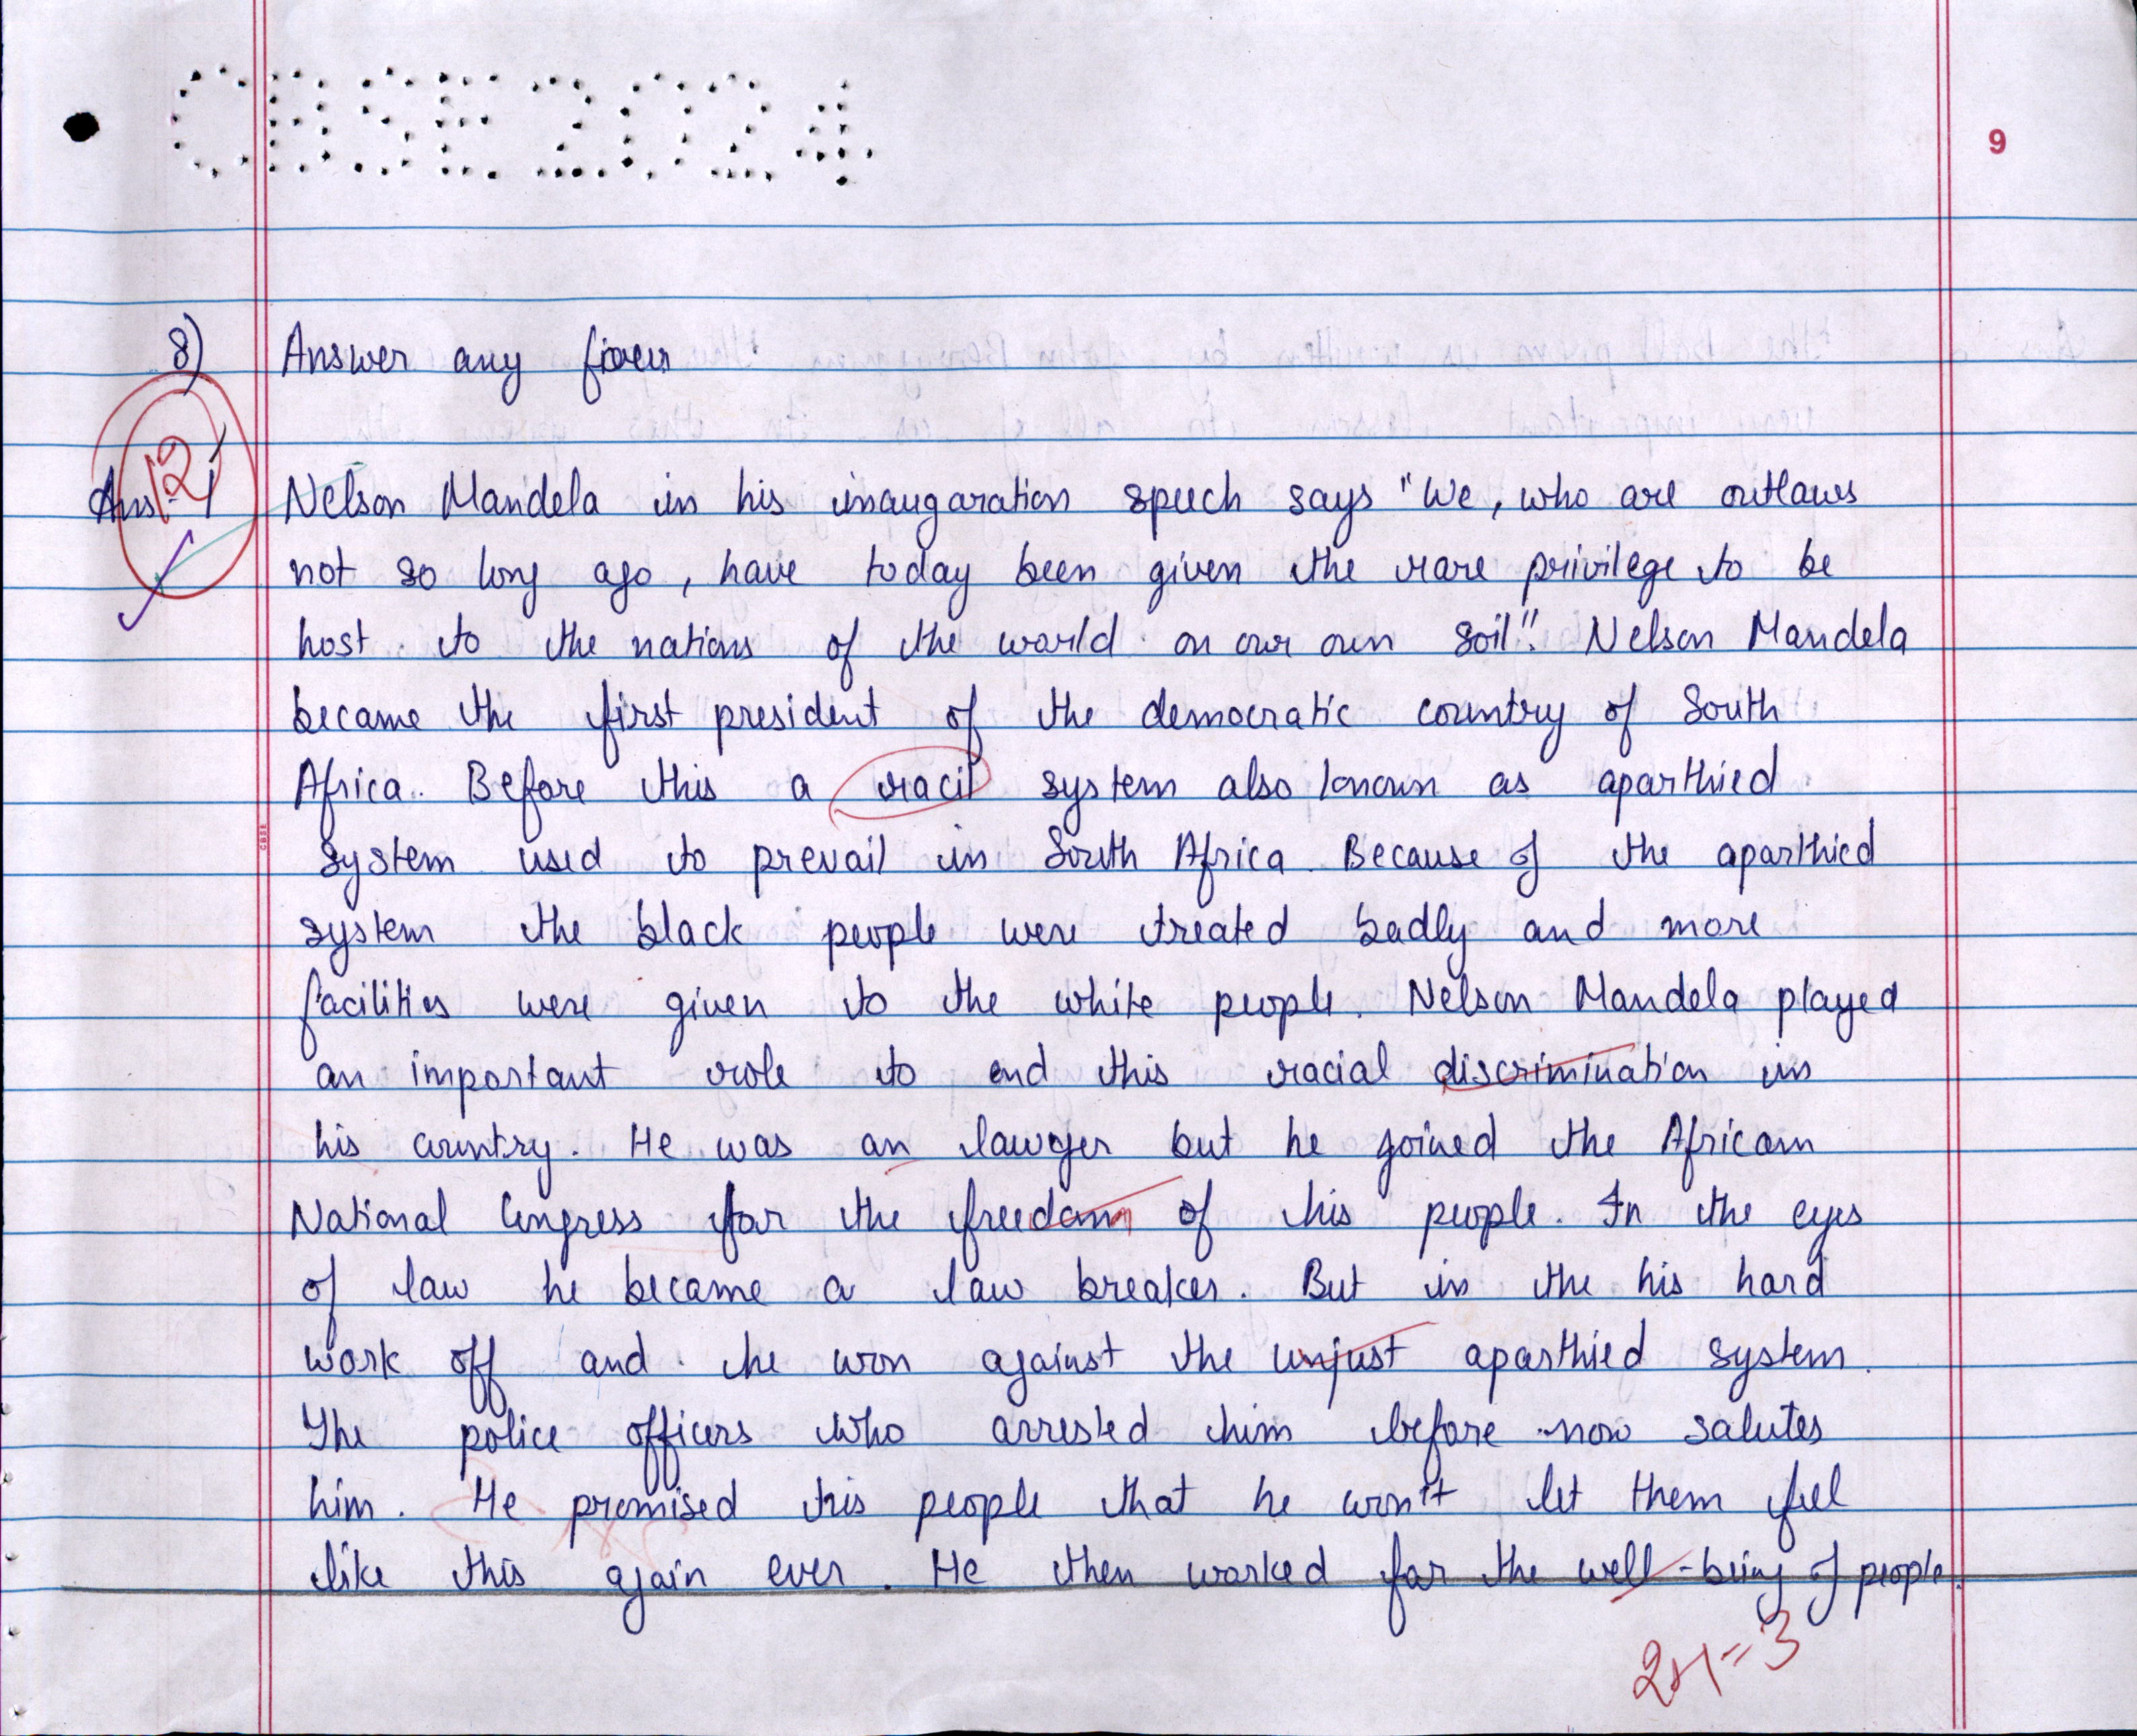 CBSE2024
9
8) Answer any
12
Ans-1 Nelson Mandela in his inaugaration speech says "We, who are outlaws
not so long ago, have today been given the rare privilege to be
host to the nations of the world on our own soil". Nelson Mandela
became the first president of the democratic country of South
Africa. Before this a racil system also known as aparthied
system used to prevail in South Africa. Because of the aparthied
system the black people were treated badly and more
facilities were given to the white people. Nelson Mandela played
an important role to end this racial discrimination in
his country. He was an lawyer but he joined the African
National Congress for the freedom of his people. In the eyes
of law he became a law breaker. But in the his hard
work off and he won against the unjust aparthied system.
The police officers who arrested him before now salutes
him. He promised his people that he won't let them feel
like this again ever. He then worked for the well-being of people.
2+1=3